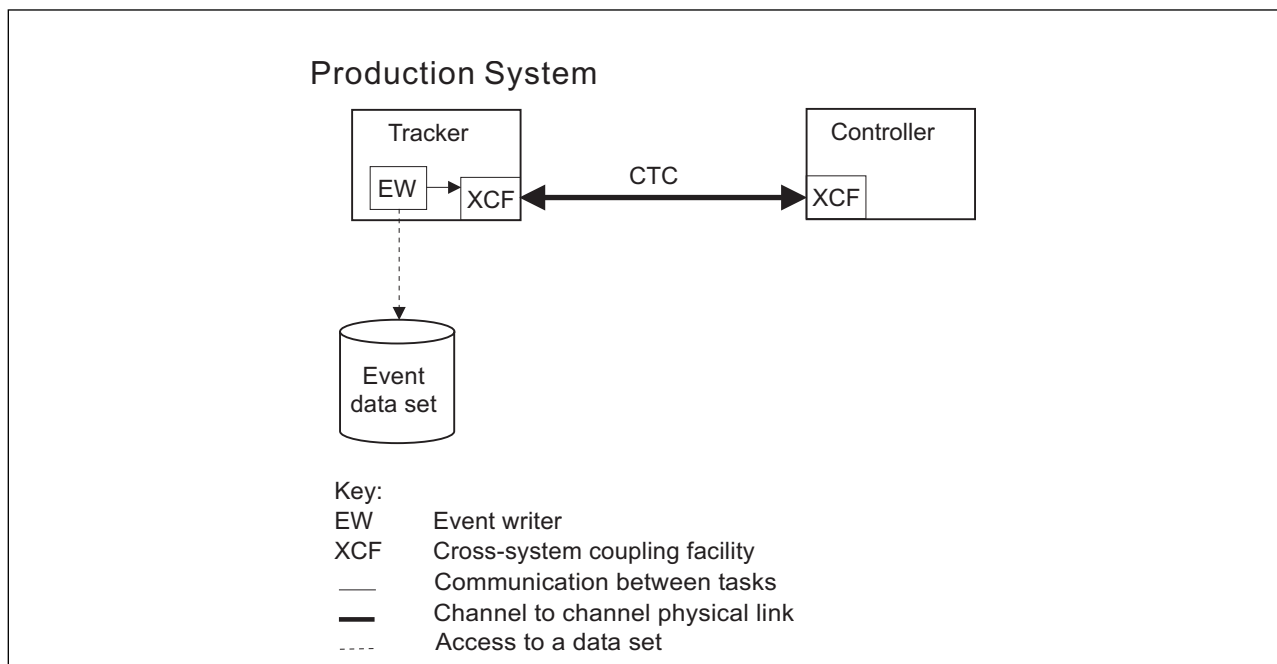 Production System
Tracker
Controller
CTC
EW
XCF
XCF
Event
data set
Key:
EW Event writer
XCF Cross-system coupling facility
Communication between tasks
Channel to channel physical link
Access to a data set